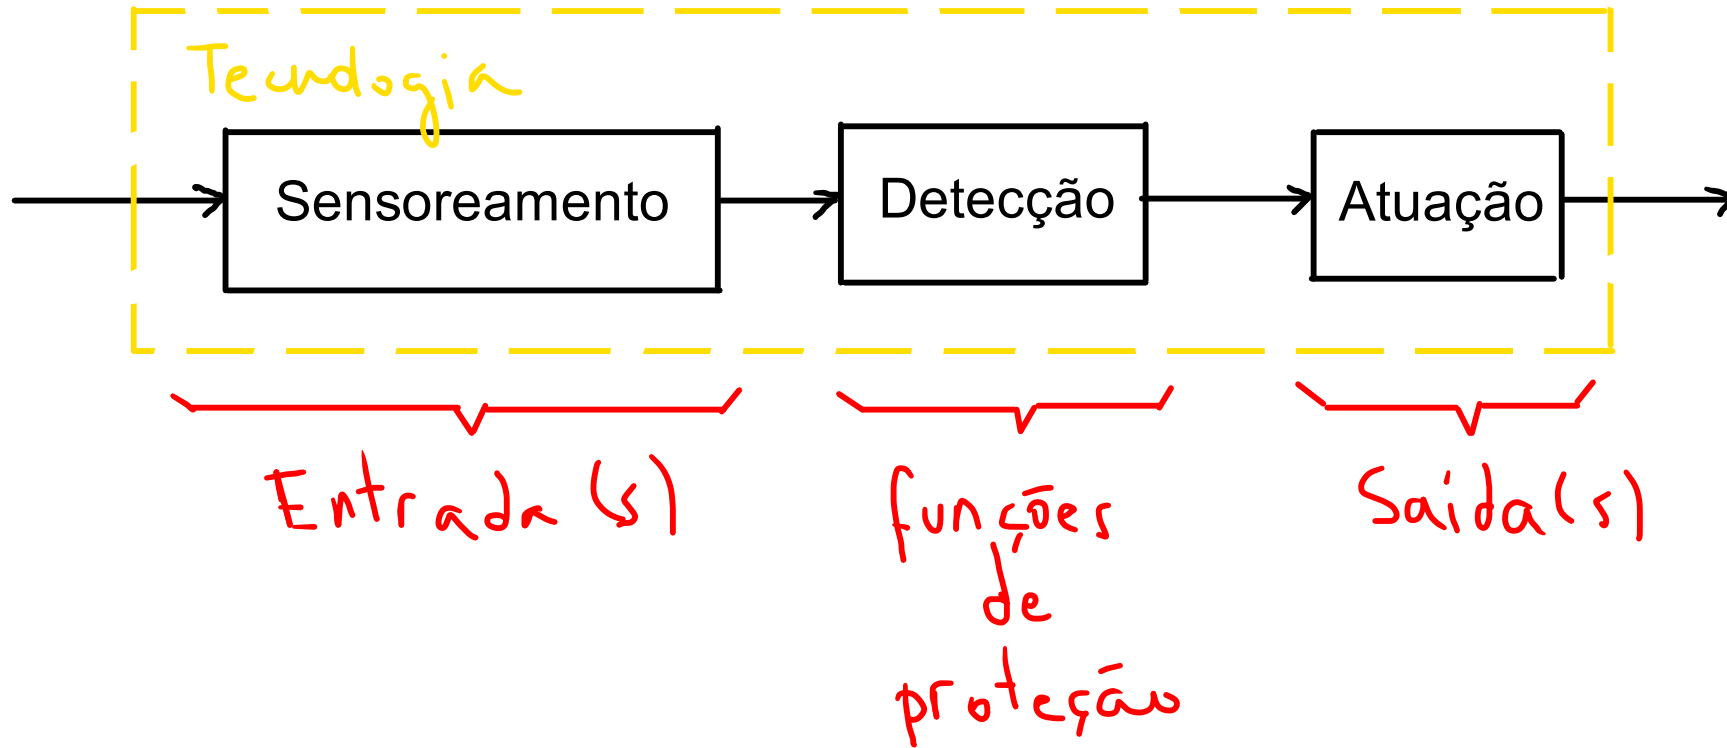 Tecnologia
Sensoreamento
Detecção
Atuação
Entrada(s)
funções
de
proteção
Saída(s)